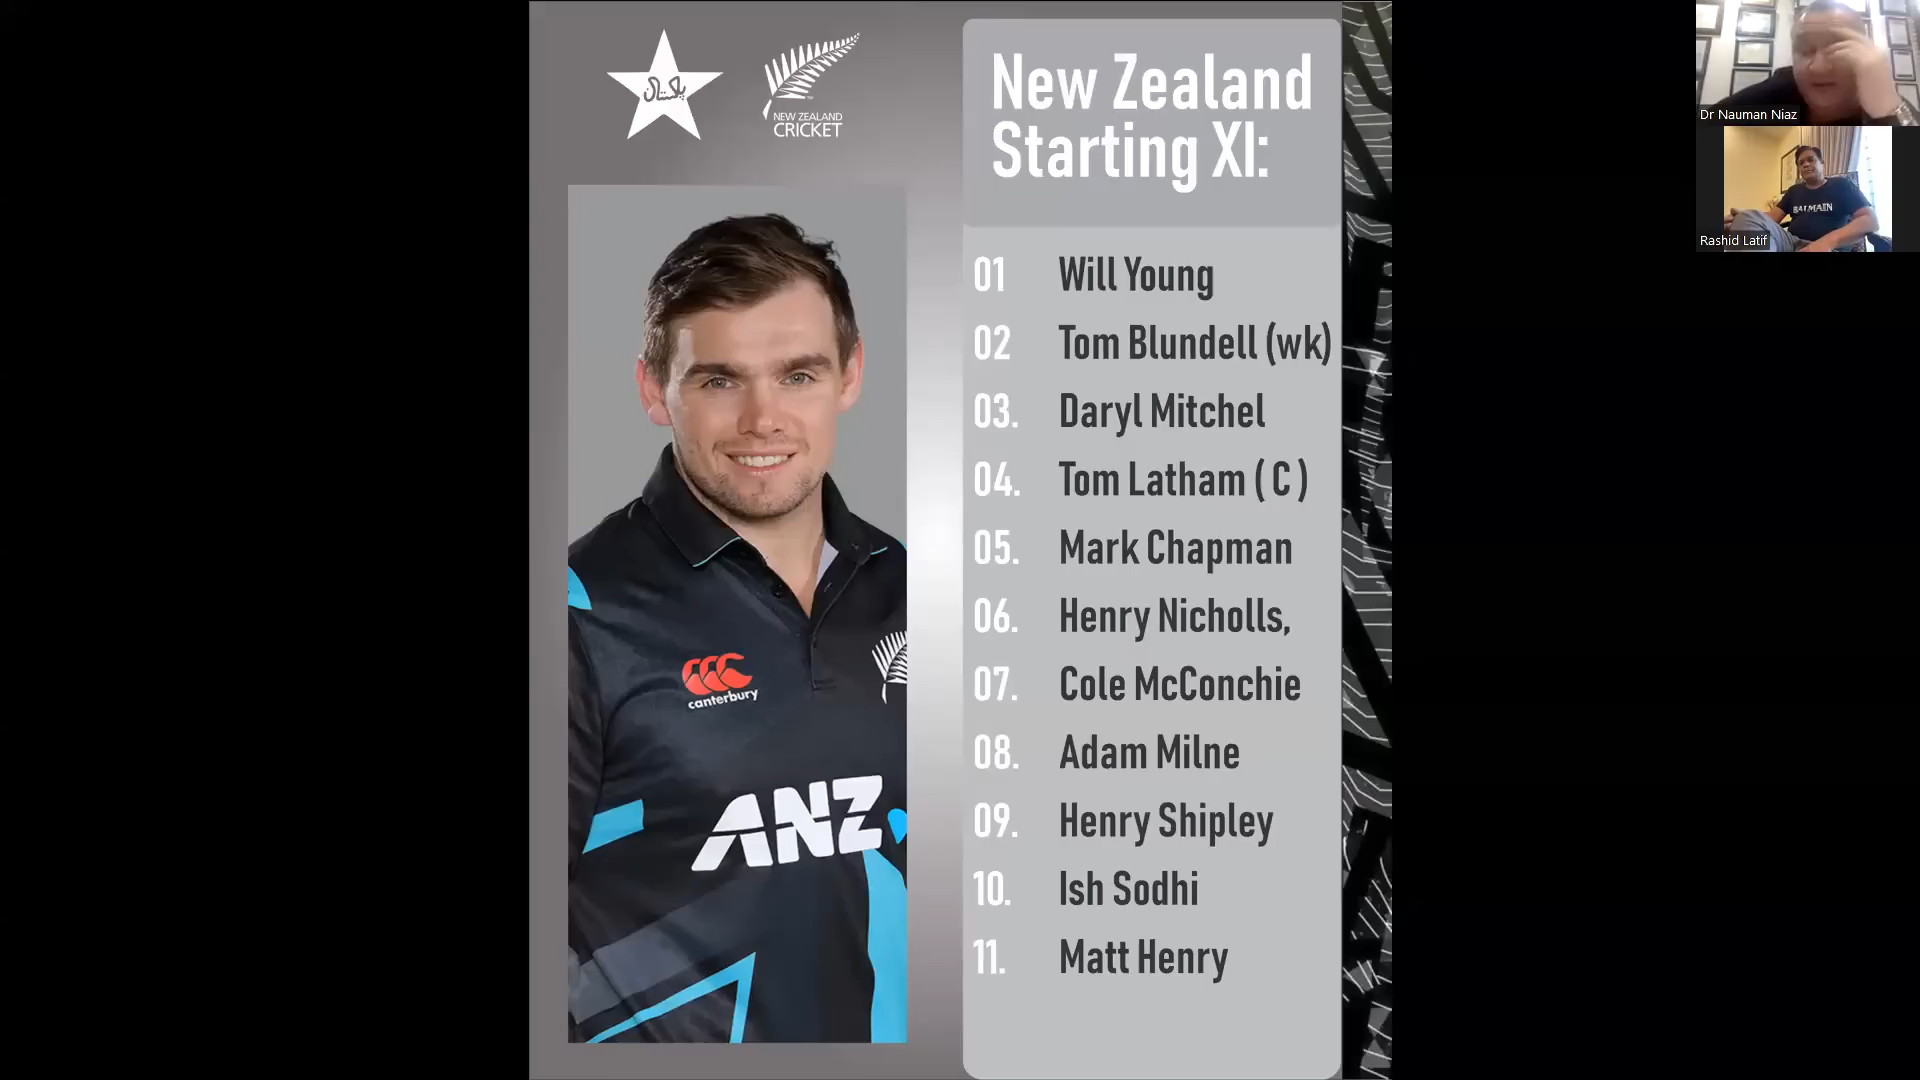 پاکستان
NEW ZEALAND
CRICKET
New Zealand
Starting XI:
01 Will Young
02 Tom Blundell (wk)
03. Daryl Mitchel
04. Tom Latham ( C )
05. Mark Chapman
06. Henry Nicholls,
07. Cole McConchie
08. Adam Milne
09. Henry Shipley
10. Ish Sodhi
11. Matt Henry
canterbury
ANZ
Dr Nauman Niaz
BALMAIN
Rashid Latif